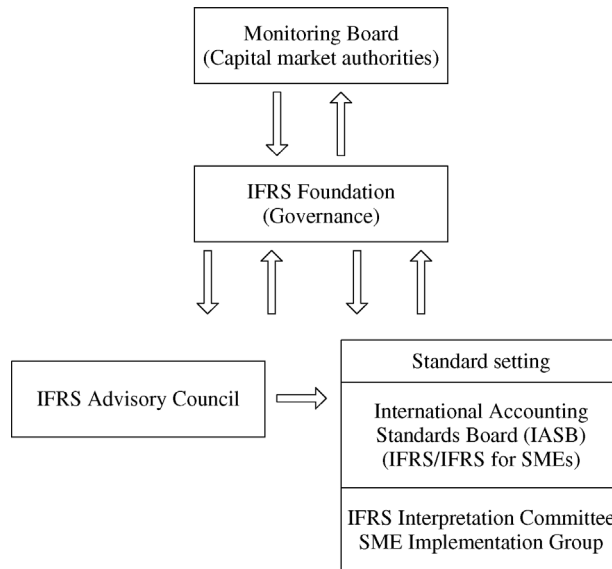 Monitoring Board
(Capital market authorities)
IFRS Foundation
(Governance)
IFRS Advisory Council
Standard setting
International Accounting
Standards Board (IASB)
(IFRS/IFRS for SMEs)
IFRS Interpretation Committee
SME Implementation Group